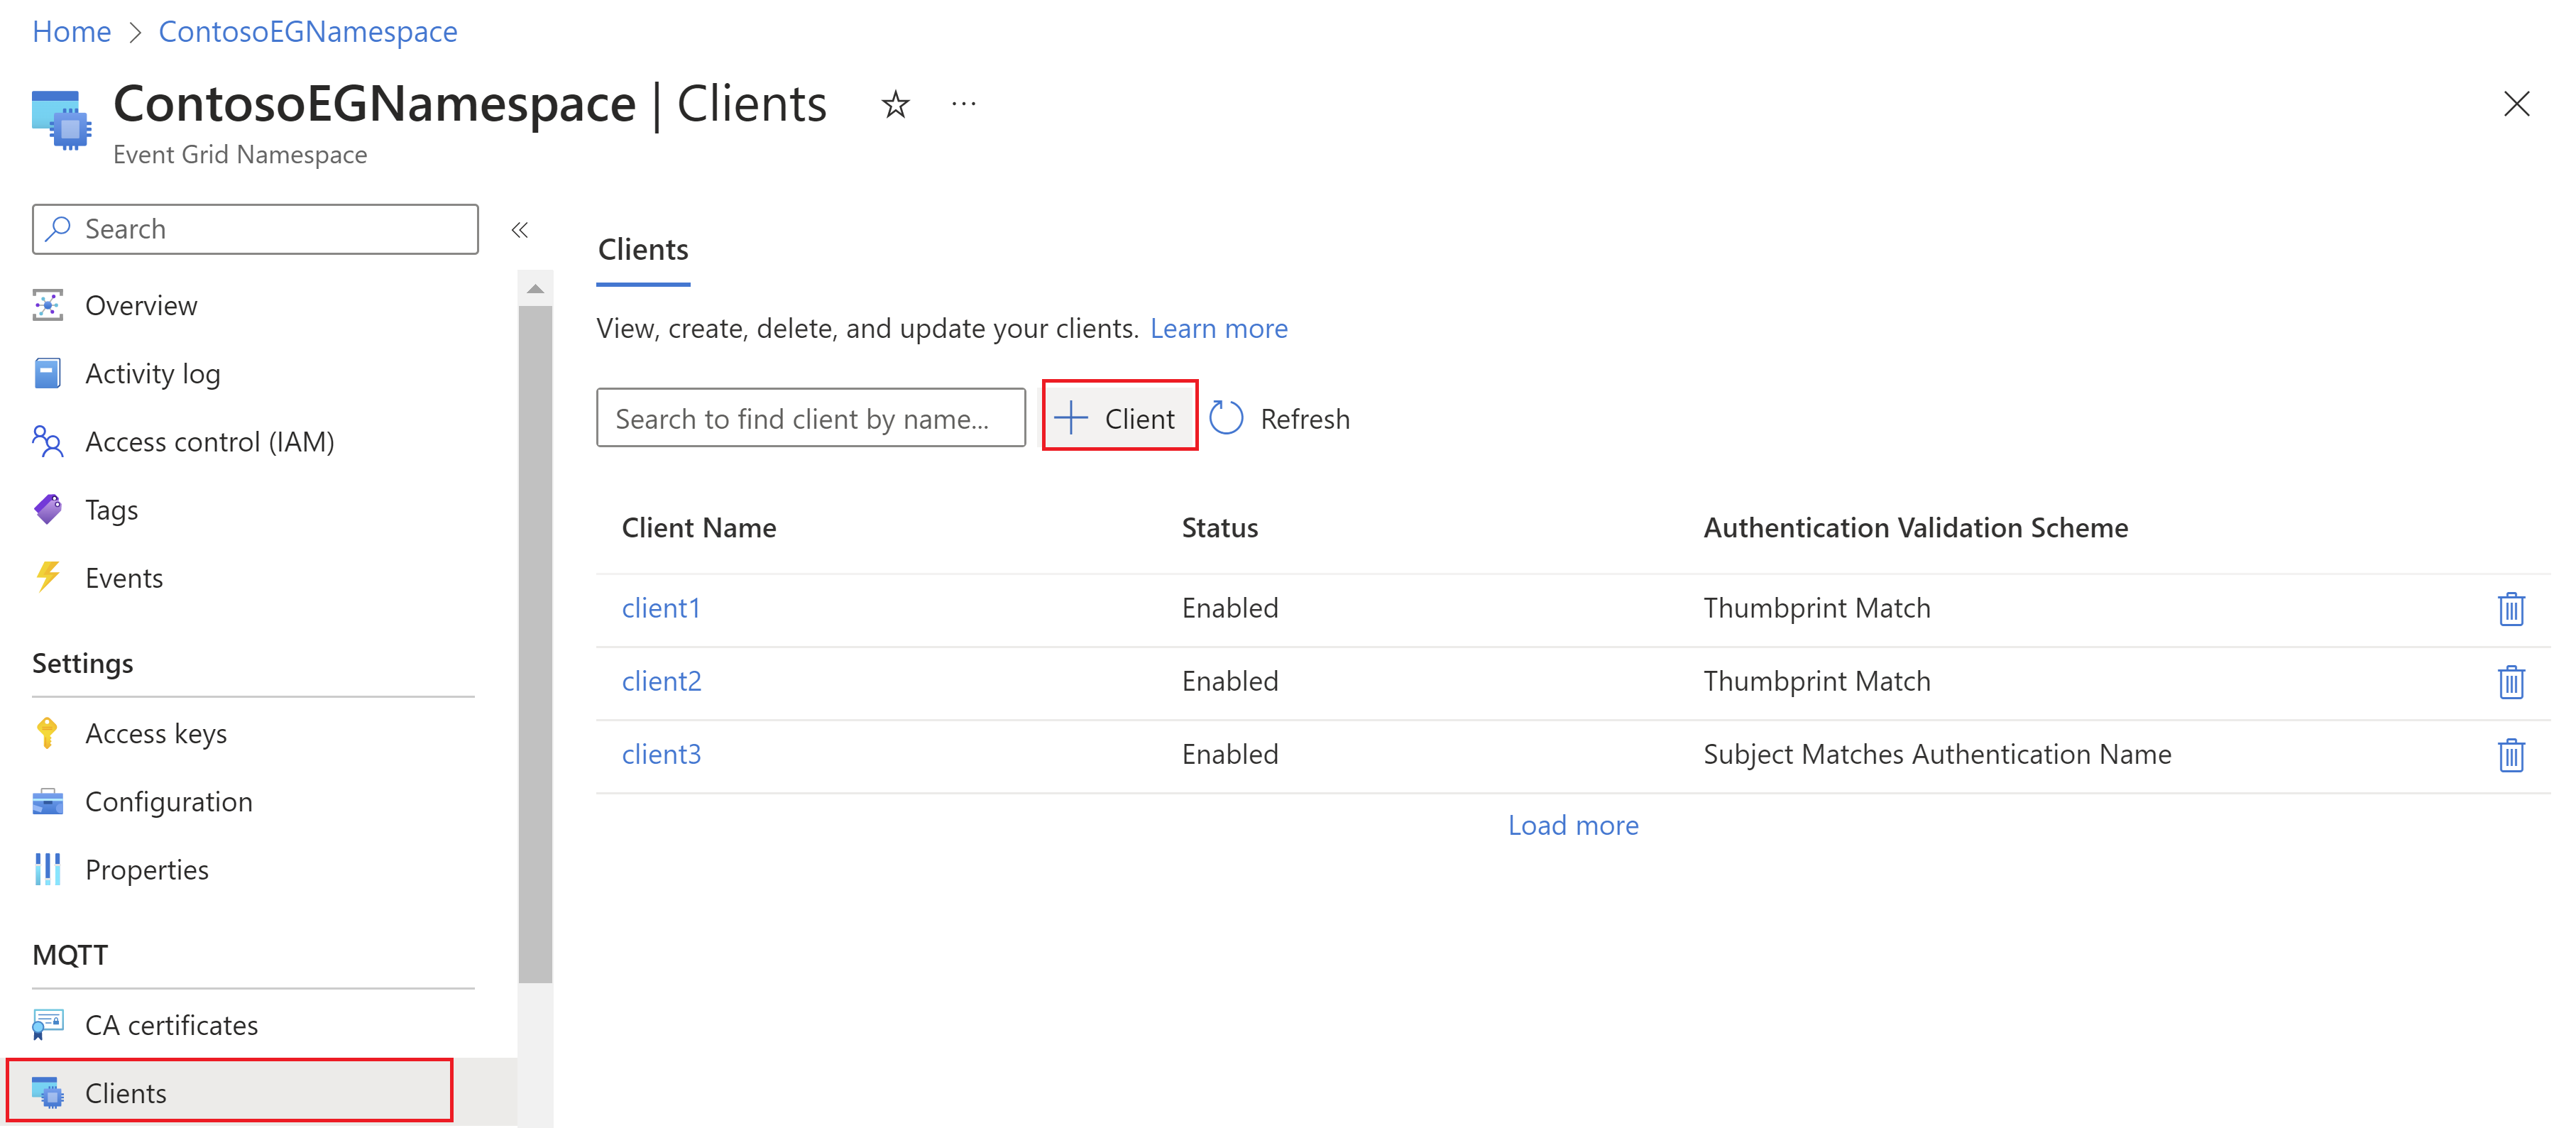 Home > ContosoEGNamespace
ContosoEGNamespace | Clients
Event Grid Namespace
Search
Overview
Activity log
Access control (IAM)
Tags
Events
Settings
Access keys
Configuration
Properties
MQTT
CA certificates
Clients
Clients
View, create, delete, and update your clients. Learn more
Search to find client by name... Client Refresh
Client Name Status Authentication Validation Scheme
client1 Enabled Thumbprint Match
client2 Enabled Thumbprint Match
client3 Enabled Subject Matches Authentication Name
Load more